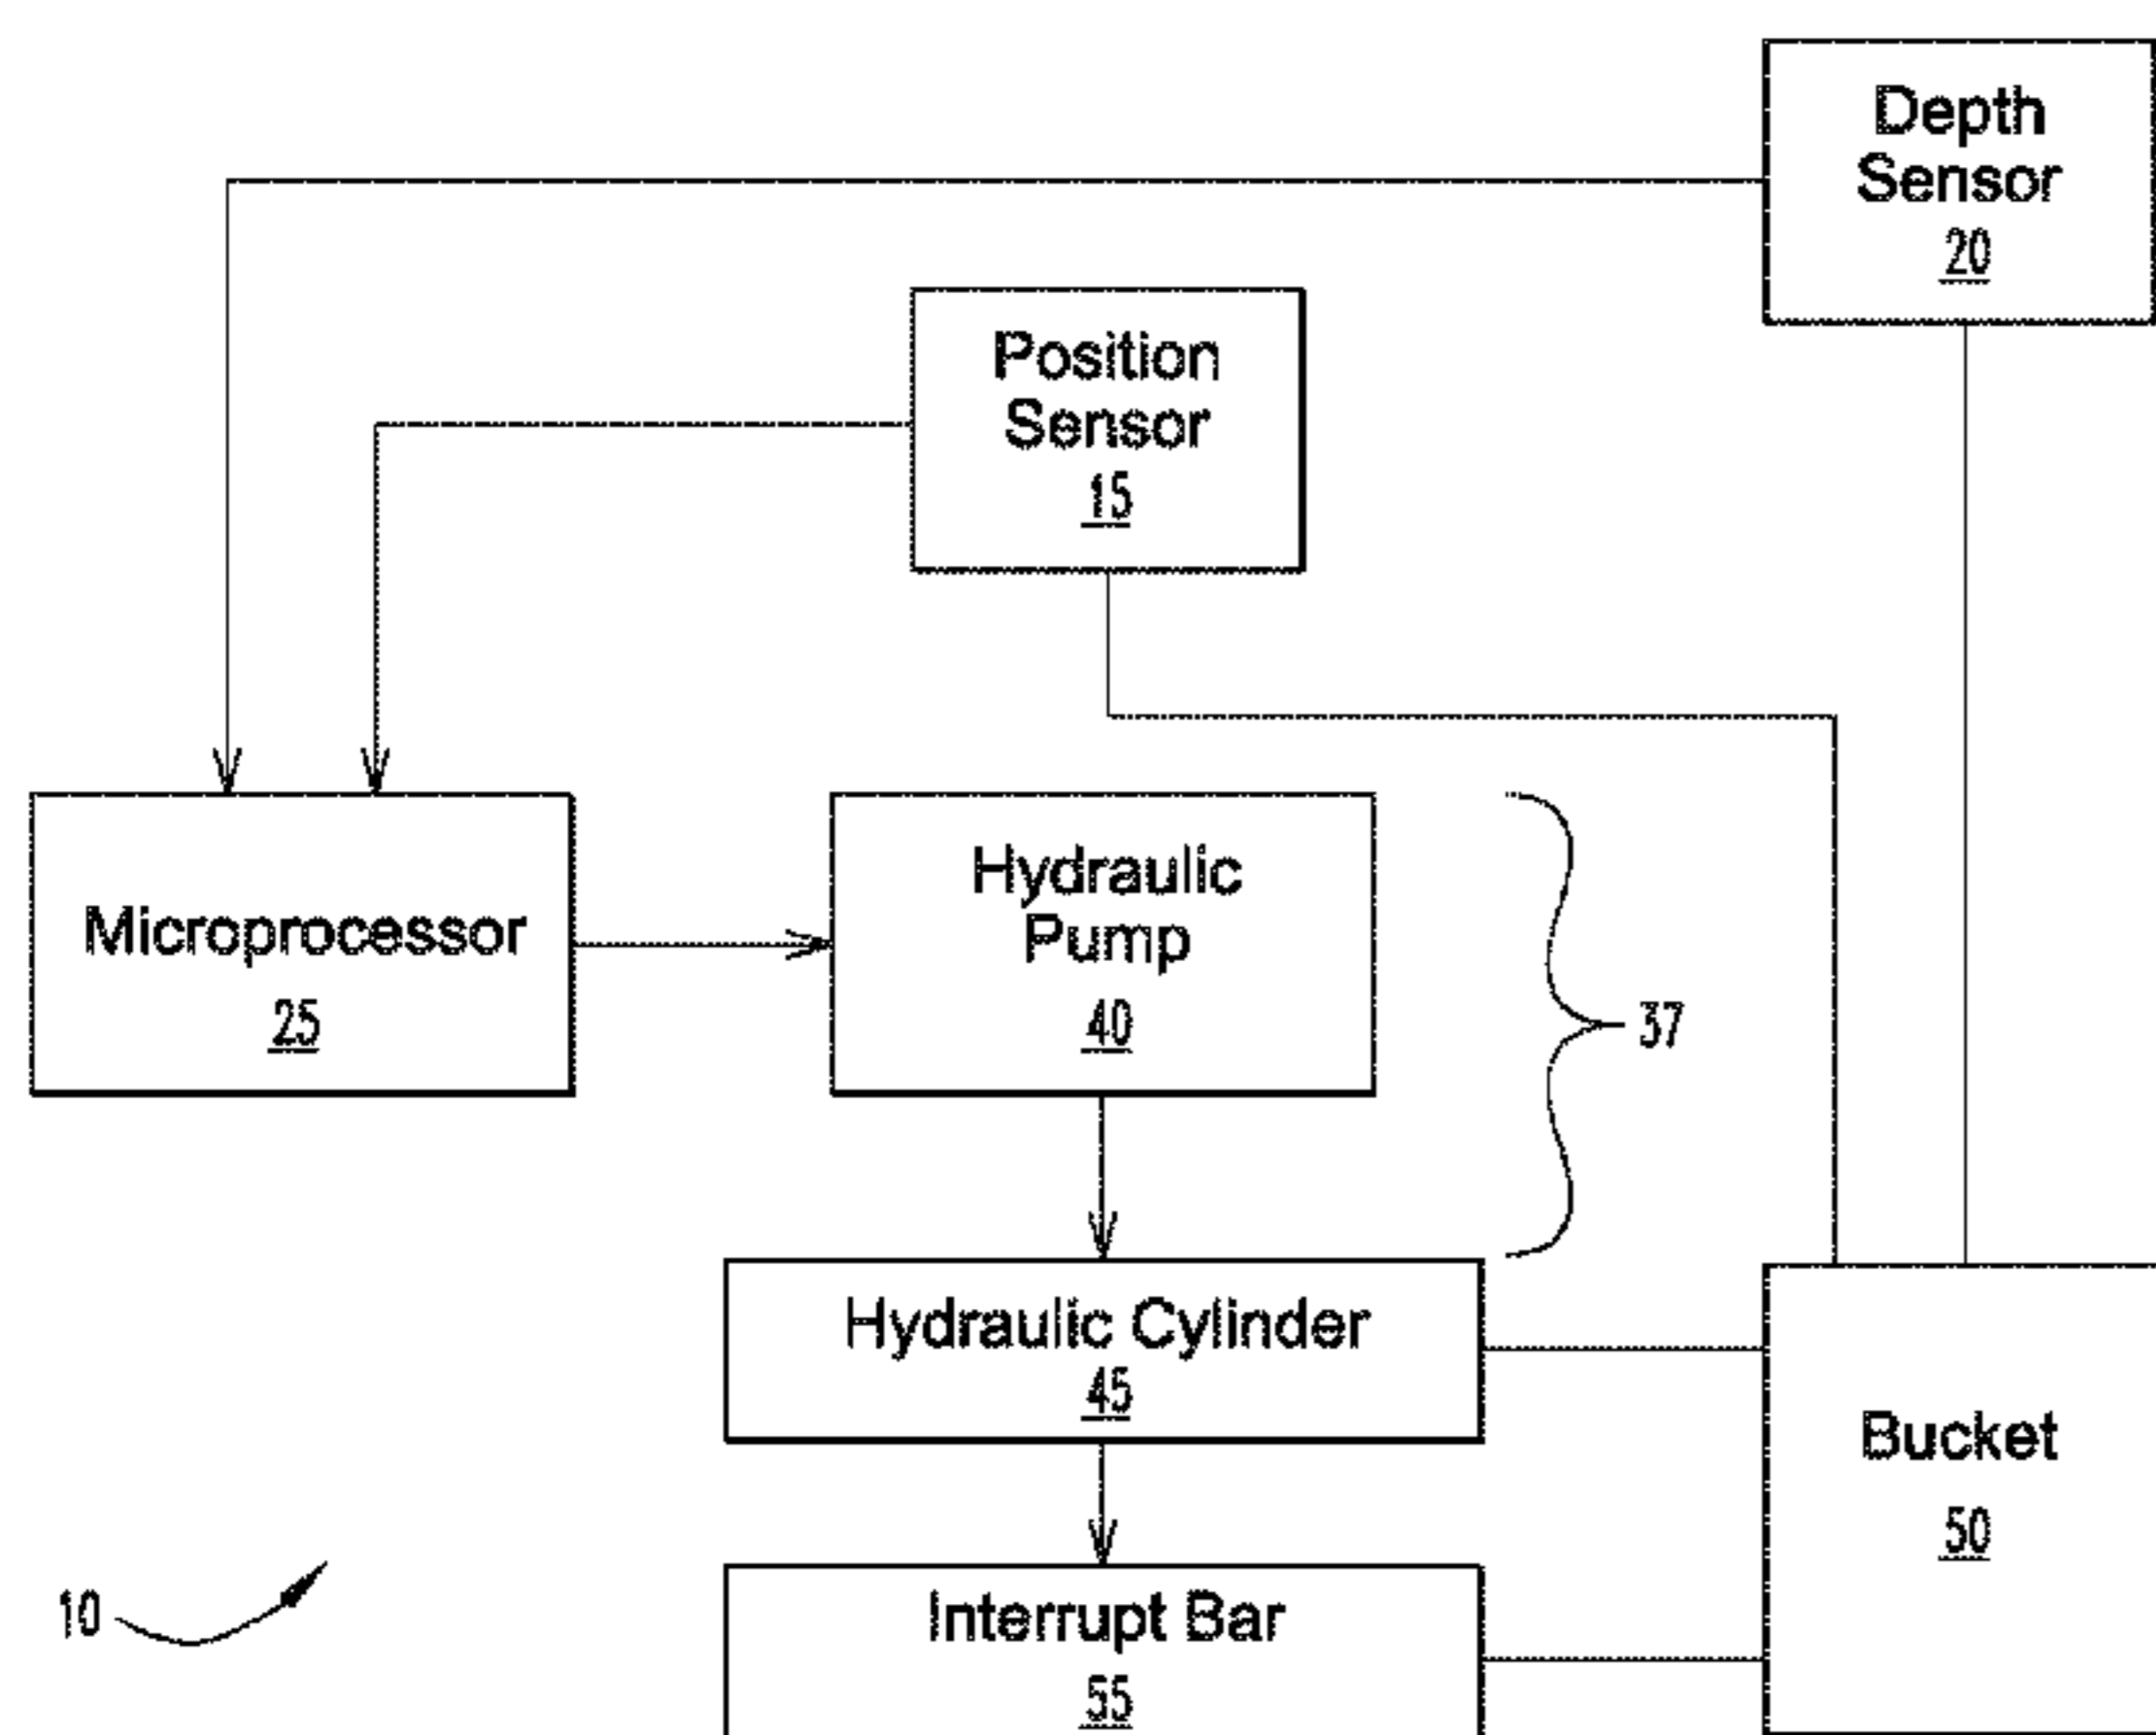 Depth
Sensor
20
Position
Sensor
15
Microprocessor
25
Hydraulic
Pump
40
37
Hydraulic Cylinder
45
Bucket
50
Interrupt Bar
55
10